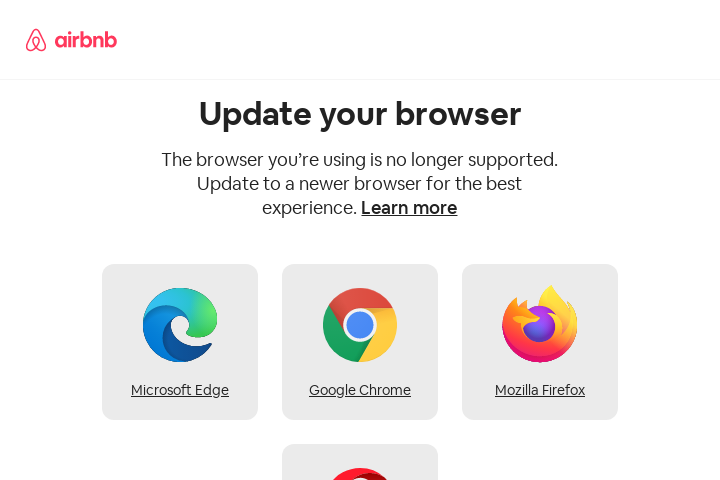 airbnb
Update your browser
The browser you’re using is no longer supported.
Update to a newer browser for the best
experience. Learn more
Microsoft Edge
Google Chrome
Mozilla Firefox